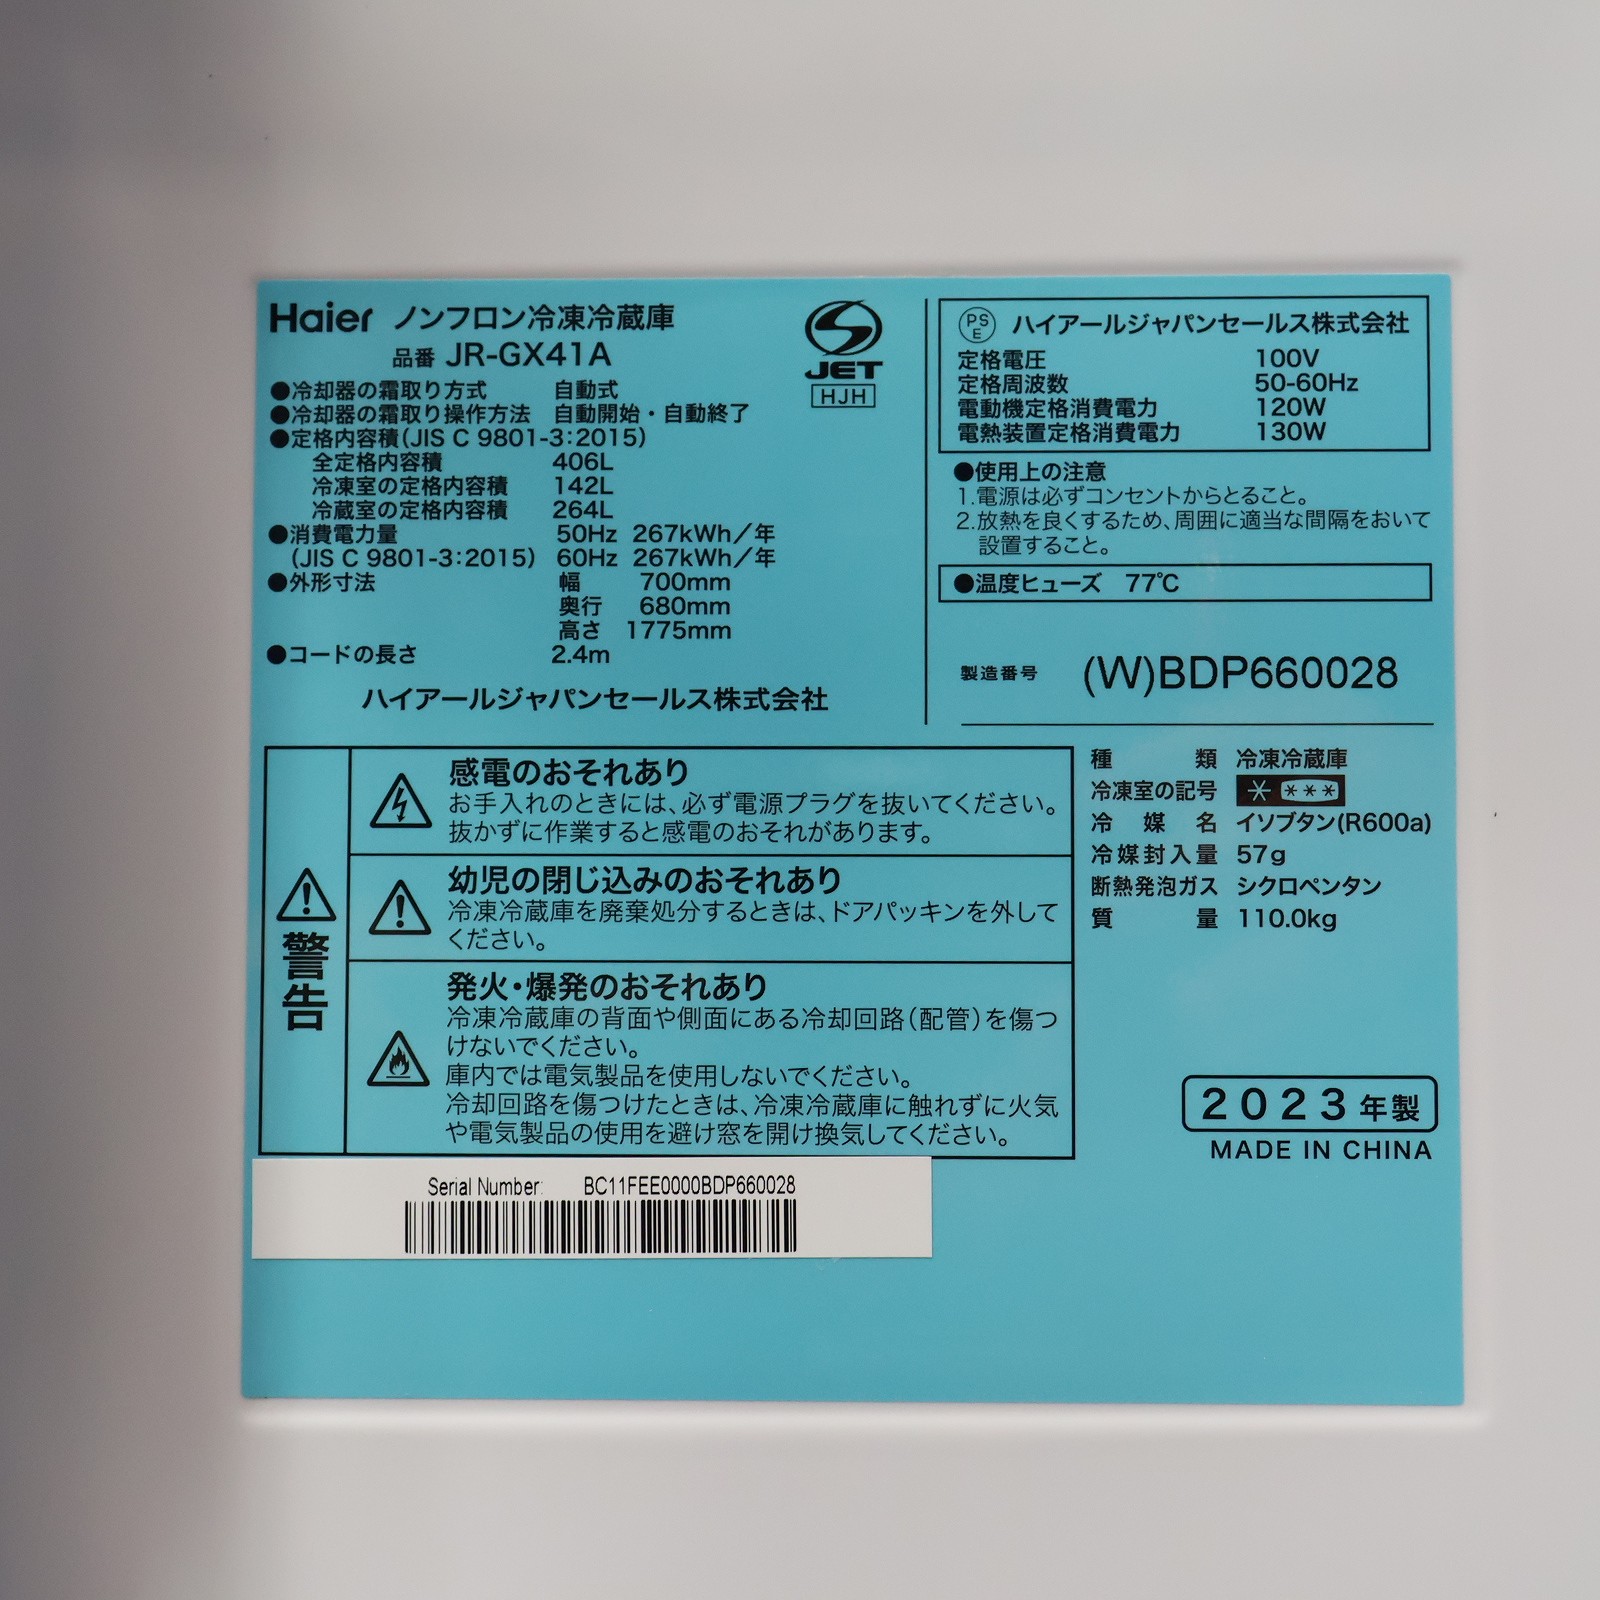 Haier ノンフロン冷凍冷蔵庫
品番 JR-GX41A
JET
HJH
●冷却器の霜取り方式 自動式
●冷却器の霜取り操作方法 自動開始・自動終了
●定格内容積(JIS C 9801-3:2015)
全定格内容積 406L
冷凍室の定格内容積 142L
冷蔵室の定格内容積 264L
●消費電力量 50Hz 267kWh/年
(JIS C 9801-3:2015) 60Hz 267kWh/年
●外形寸法 幅 700mm
奥行 680mm
高さ 1775mm
●コードの長さ 2.4m
ハイアールジャパンセールス株式会社
PSE ハイアールジャパンセールス株式会社
定格電圧 100V
定格周波数 50-60Hz
電動機定格消費電力 120W
電熱装置定格消費電力 130W
●使用上の注意
1.電源は必ずコンセントからとること。
2.放熱を良くするため、周囲に適当な間隔をおいて
設置すること。
●温度ヒューズ 77℃
製造番号 (W)BDP660028
警告
感電のおそれあり
お手入れのときには、必ず電源プラグを抜いてください。
抜かずに作業すると感電のおそれがあります。
幼児の閉じ込みのおそれあり
冷凍冷蔵庫を廃棄処分するときは、ドアパッキンを外して
ください。
発火・爆発のおそれあり
冷凍冷蔵庫の背面や側面にある冷却回路(配管)を傷つ
けないでください。
庫内では電気製品を使用しないでください。
冷却回路を傷つけたときは、冷凍冷蔵庫に触れずに火気
や電気製品の使用を避け窓を開け換気してください。
種類 冷凍冷蔵庫
冷凍室の記号 * ***
冷媒名 イソブタン(R600a)
冷媒封入量 57g
断熱発泡ガス シクロペンタン
質量 110.0kg
2023年製
MADE IN CHINA
Serial Number: BC11FEE0000BDP660028